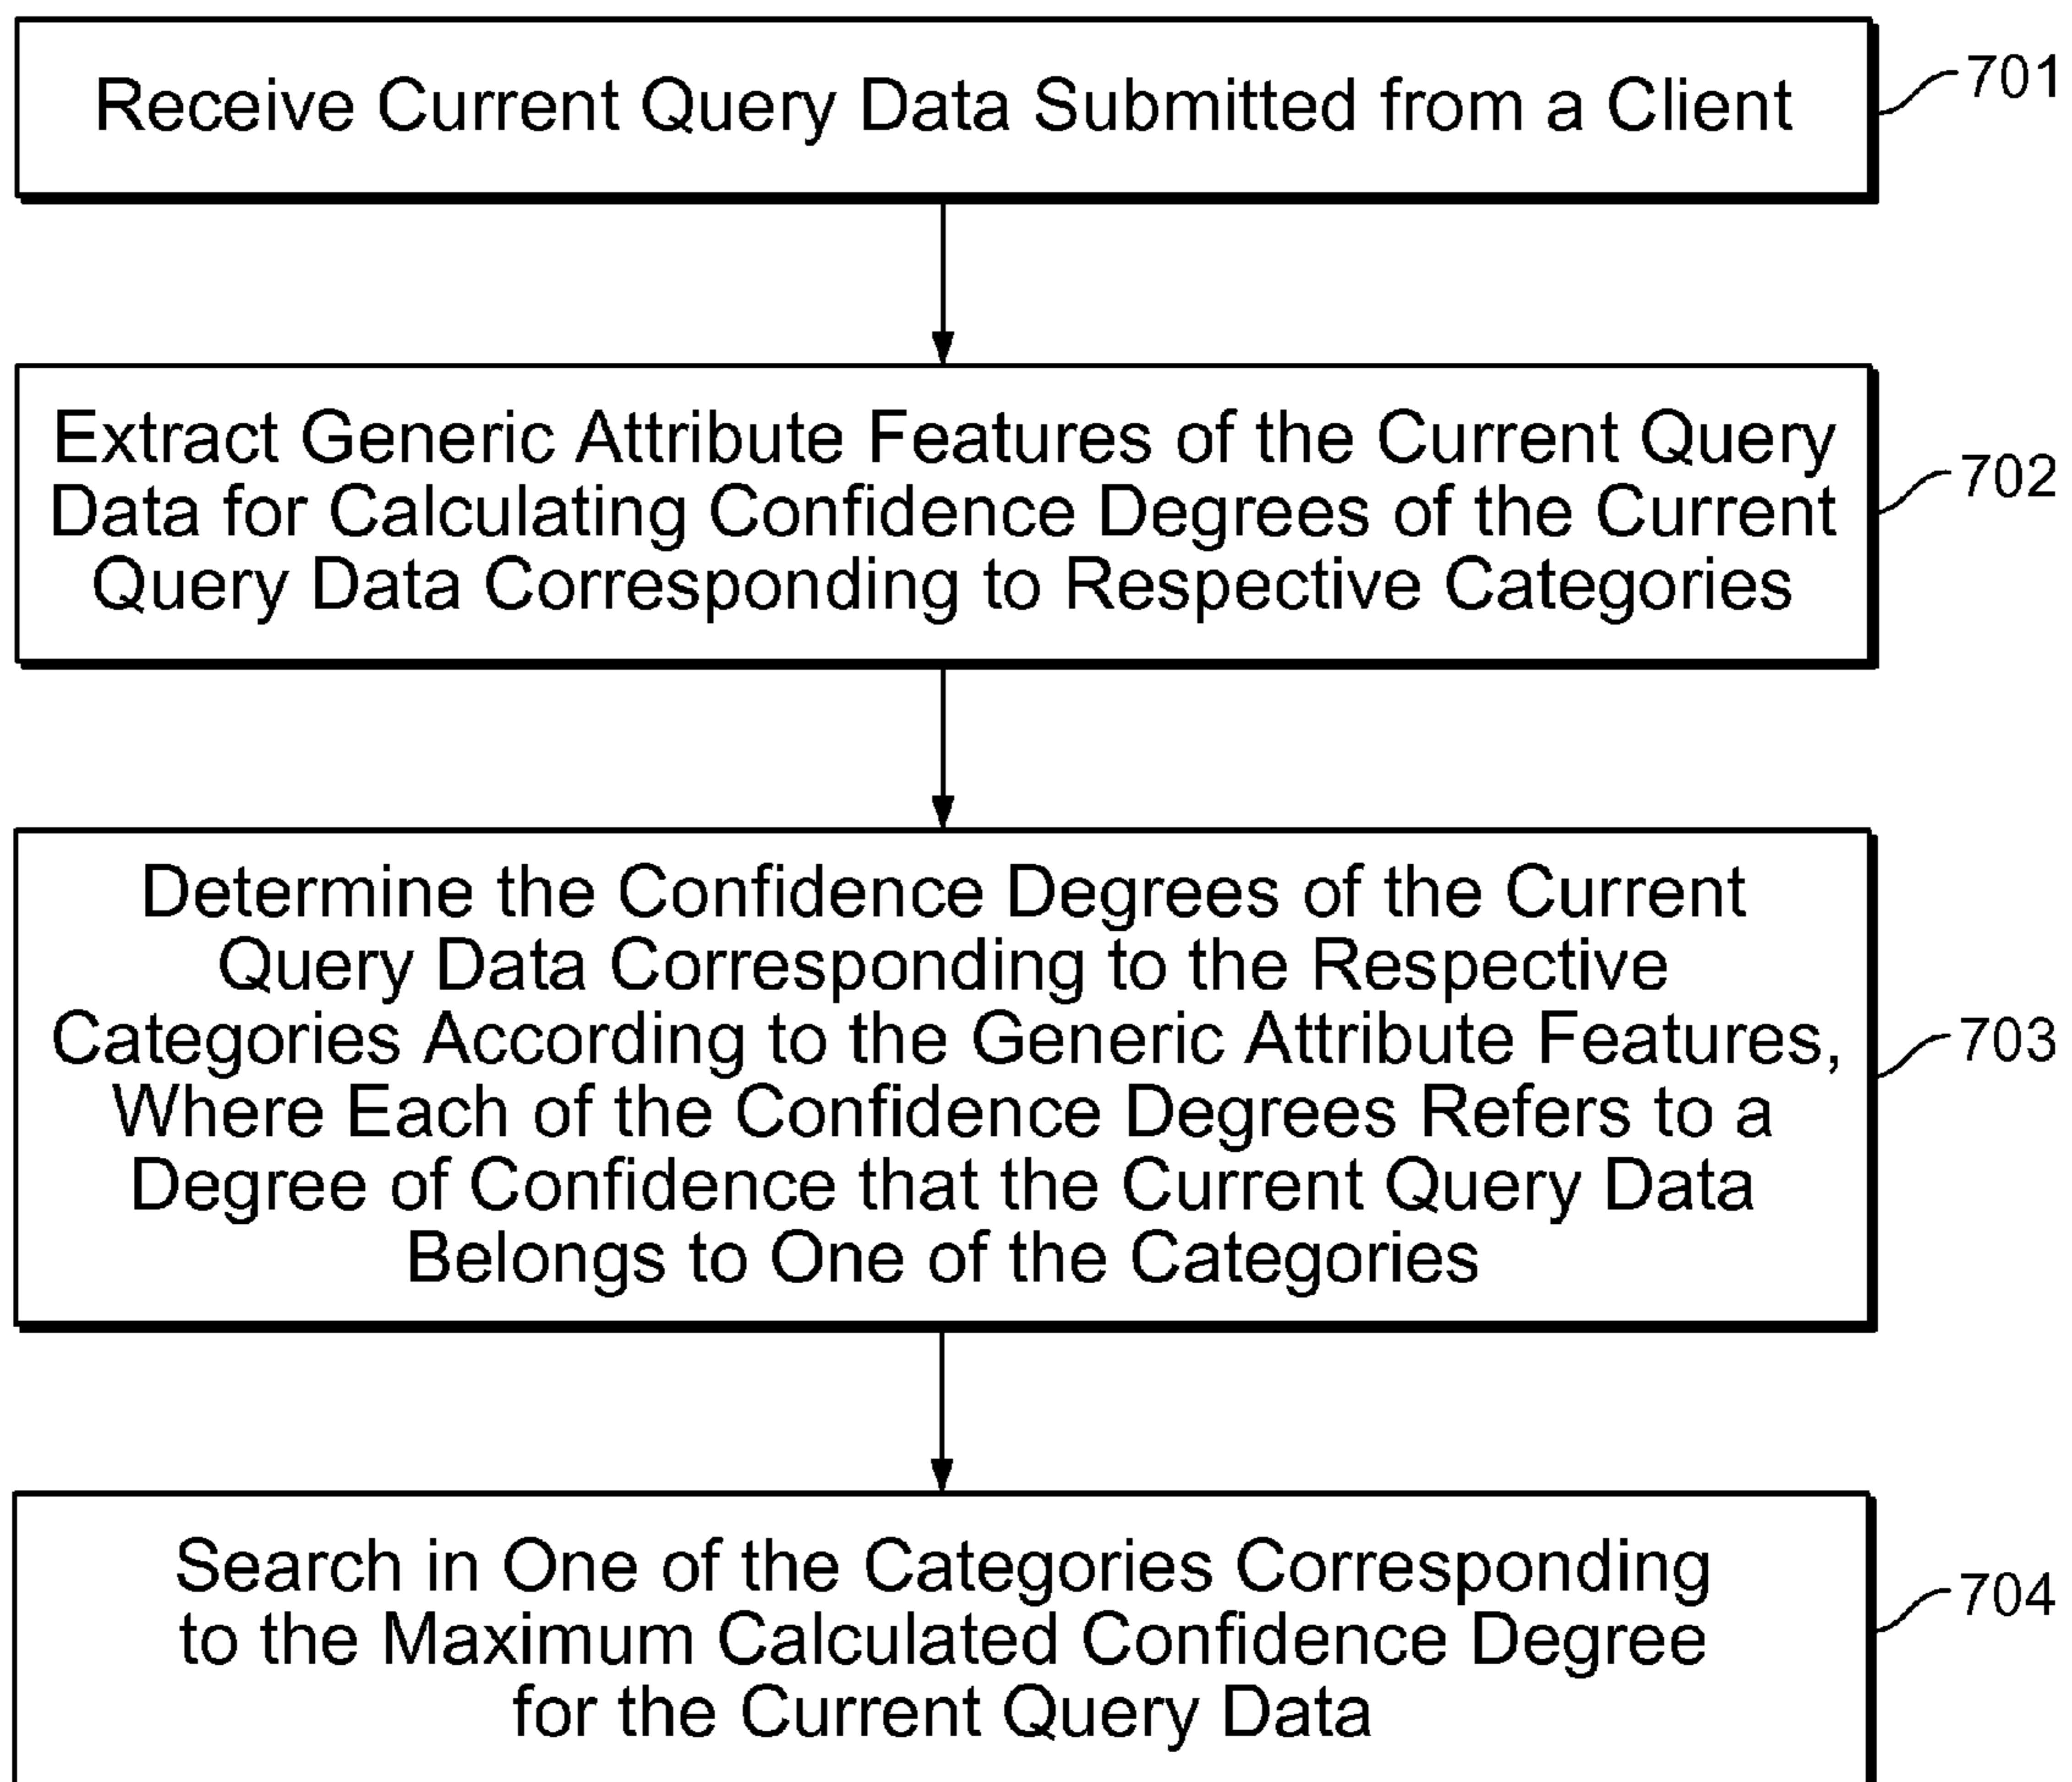 Receive Current Query Data Submitted from a Client
701
Extract Generic Attribute Features of the Current Query
Data for Calculating Confidence Degrees of the Current
Query Data Corresponding to Respective Categories
702
Determine the Confidence Degrees of the Current
Query Data Corresponding to the Respective
Categories According to the Generic Attribute Features,
Where Each of the Confidence Degrees Refers to a
Degree of Confidence that the Current Query Data
Belongs to One of the Categories
703
Search in One of the Categories Corresponding
to the Maximum Calculated Confidence Degree
for the Current Query Data
704